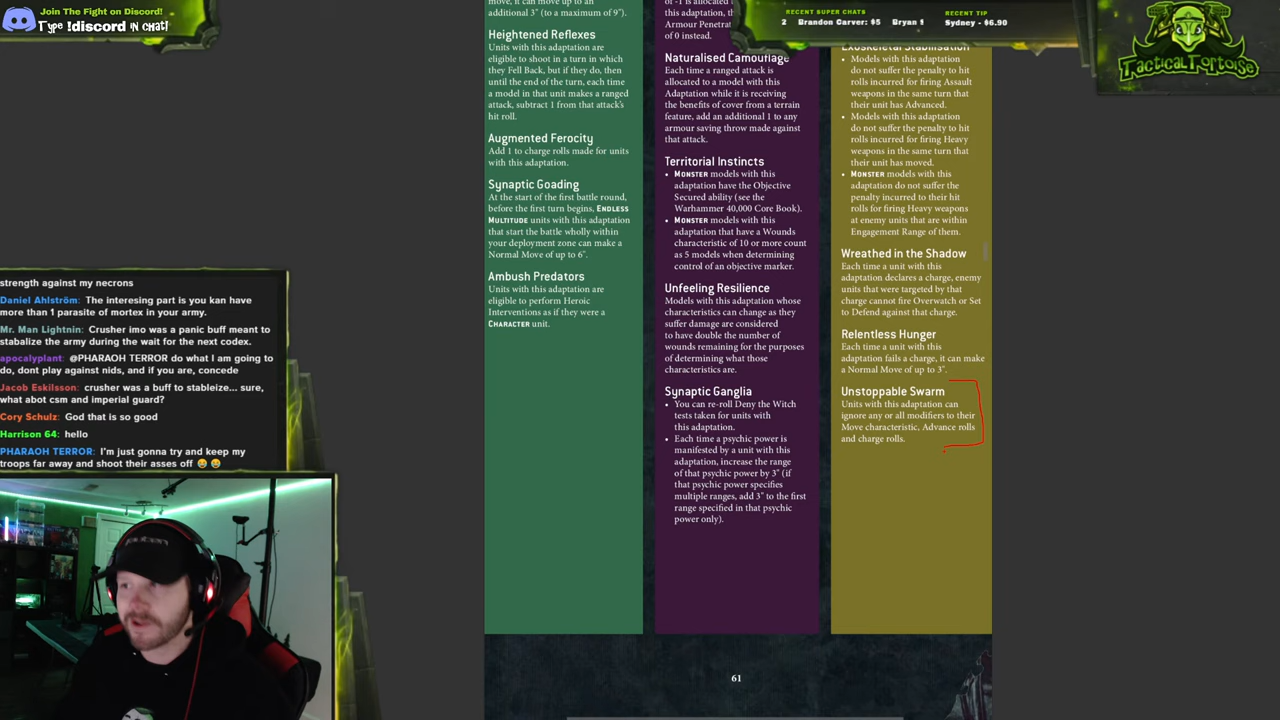 Join The Fight on Discord!
Type !discord in chat!
RECENT SUPER CHATS
2 Brandon Carver: $5 Bryan
RECENT TIP
Sydney - $6.90
TacticalTortoise
move, it can move up to an
additional 3" (to a maximum of 9").
Heightened Reflexes
Units with this adaptation are
eligible to shoot in a turn in which
they Fell Back, but if they do, then
until the end of the turn, each time
a model in that unit makes a ranged
attack, subtract 1 from that attack's
hit roll.
Augmented Ferocity
Add 1 to charge rolls made for units
with this adaptation.
Synaptic Goading
At the start of the first battle round,
before the first turn begins, ENDLESS
MULTITUDE units with this adaptation
that start the battle wholly within
your deployment zone can make a
Normal Move of up to 6".
Ambush Predators
Units with this adaptation are
eligible to perform Heroic
Interventions as if they were a
CHARACTER unit.
of -1 is allocated
this adaptation, th
Armour Penetrat
of 0 instead.
Naturalised Camouflage
Each time a ranged attack is
allocated to a model with this
Adaptation while it is receiving
the benefits of cover from a terrain
feature, add an additional 1 to any
armour saving throw made against
that attack.
Territorial Instincts
• MONSTER models with this
adaptation have the Objective
Secured ability (see the
Warhammer 40,000 Core Book).
• MONSTER models with this
adaptation that have a Wounds
characteristic of 10 or more count
as 5 models when determining
control of an objective marker.
Unfeeling Resilience
Models with this adaptation whose
characteristics can change as they
suffer damage are considered
to have double the number of
wounds remaining for the purposes
of determining what those
characteristics are.
Synaptic Ganglia
• You can re-roll Deny the Witch
tests taken for units with
this adaptation.
• Each time a psychic power is
manifested by a unit with this
adaptation, increase the range
of that psychic power by 3" (if
that psychic power specifies
multiple ranges, add 3" to the first
range specified in that psychic
power only).
Exoskeletal Stabilisation
• Models with this adaptation
do not suffer the penalty to hit
rolls incurred for firing Assault
weapons in the same turn that
their unit has Advanced.
• Models with this adaptation
do not suffer the penalty to hit
rolls incurred for firing Heavy
weapons in the same turn that
their unit has moved.
• MONSTER models with this
adaptation do not suffer the
penalty incurred to their hit
rolls for firing Heavy weapons
at enemy units that are within
Engagement Range of them.
Wreathed in the Shadow
Each time a unit with this
adaptation declares a charge, enemy
units that were targeted by that
charge cannot fire Overwatch or Set
to Defend against that charge.
Relentless Hunger
Each time a unit with this
adaptation fails a charge, it can make
a Normal Move of up to 3".
Unstoppable Swarm
Units with this adaptation can
ignore any or all modifiers to their
Move characteristic, Advance rolls
and charge rolls.
61
strength against my necrons
Daniel Ahlström: The interesing part is you kan have
more than 1 parasite of mortex in your army.
Mr. Man Lightnin: Crusher imo was a panic buff meant to
stabalize the army during the wait for the next codex.
apocalyplant: @PHARAOH TERROR do what I am going to
do, dont play against nids, and if you are, concede
Jacob Eskilsson: crusher was a buff to stableize... sure,
what abot csm and imperial guard?
Cory Schulz: God that is so good
Harrison 64: hello
PHARAOH TERROR: I'm just gonna try and keep my
troops far away and shoot their asses off 😂 😂